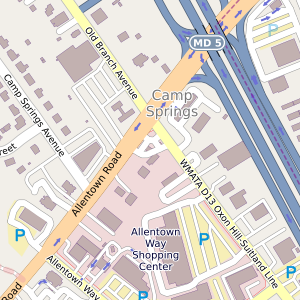 Old Branch Avenue
MD 5
Camp
Springs
Camp Springs Avenue
reet
Allentown Road
WMATA D13 Oxon Hill-Suitland Line
Allentown
Way
Shopping
Center
Road
Allentown Way
P
P
P
P
P
P